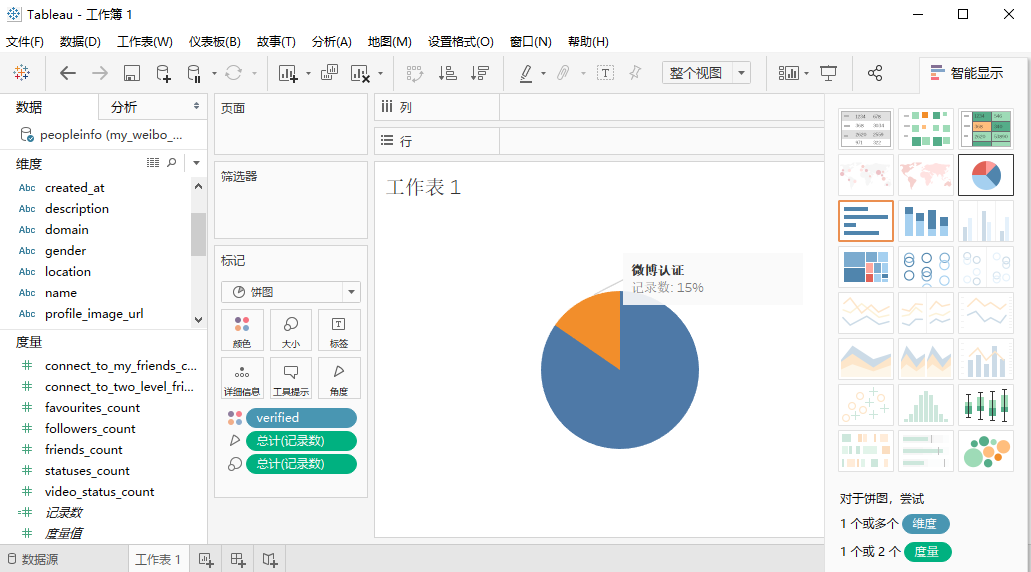 Tableau - 工作簿 1
文件(F) 数据(D) 工作表(W) 仪表板(B) 故事(T) 分析(A) 地图(M) 设置格式(O) 窗口(N) 帮助(H)
整个视图
智能显示
数据 分析
peopleinfo (my_weibo_...
维度
Abc created_at
Abc description
Abc domain
Abc gender
Abc location
Abc name
Abc profile_image_url
度量
connect_to_my_friends_c...
connect_to_two_level_fri...
favourites_count
followers_count
friends_count
statuses_count
video_status_count
记录数
度量值
页面
筛选器
标记
饼图
颜色 大小 标签
详细信息 工具提示 角度
verified
总计(记录数)
总计(记录数)
列
行
工作表 1
微博认证
记录数: 15%
对于饼图，尝试
1 个或多个 维度
1 个或 2 个 度量
数据源 工作表 1